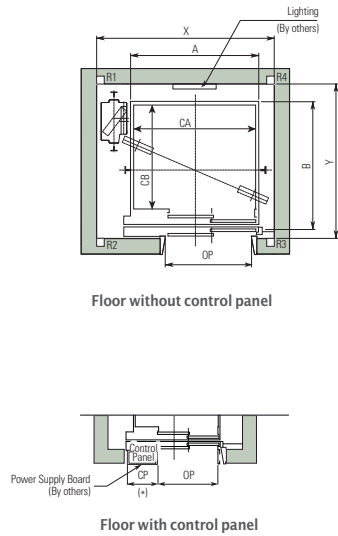 Lighting
(By others)
X
A
R1
R4
CA
CB
B
Y
R2
R3
OP
Floor without control panel
Control
Panel
Power Supply Board
(By others)
CP
OP
(*)
Floor with control panel